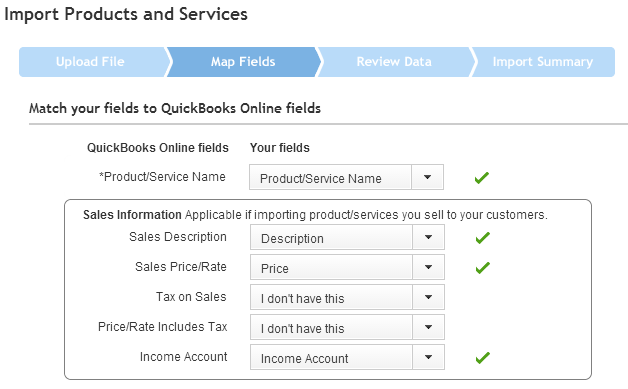 Import Products and Services
Upload File Map Fields Review Data Import Summary
Match your fields to QuickBooks Online fields
QuickBooks Online fields Your fields
*Product/Service Name Product/Service Name
Sales Information Applicable if importing product/services you sell to your customers.
Sales Description Description
Sales Price/Rate Price
Tax on Sales I don't have this
Price/Rate Includes Tax I don't have this
Income Account Income Account